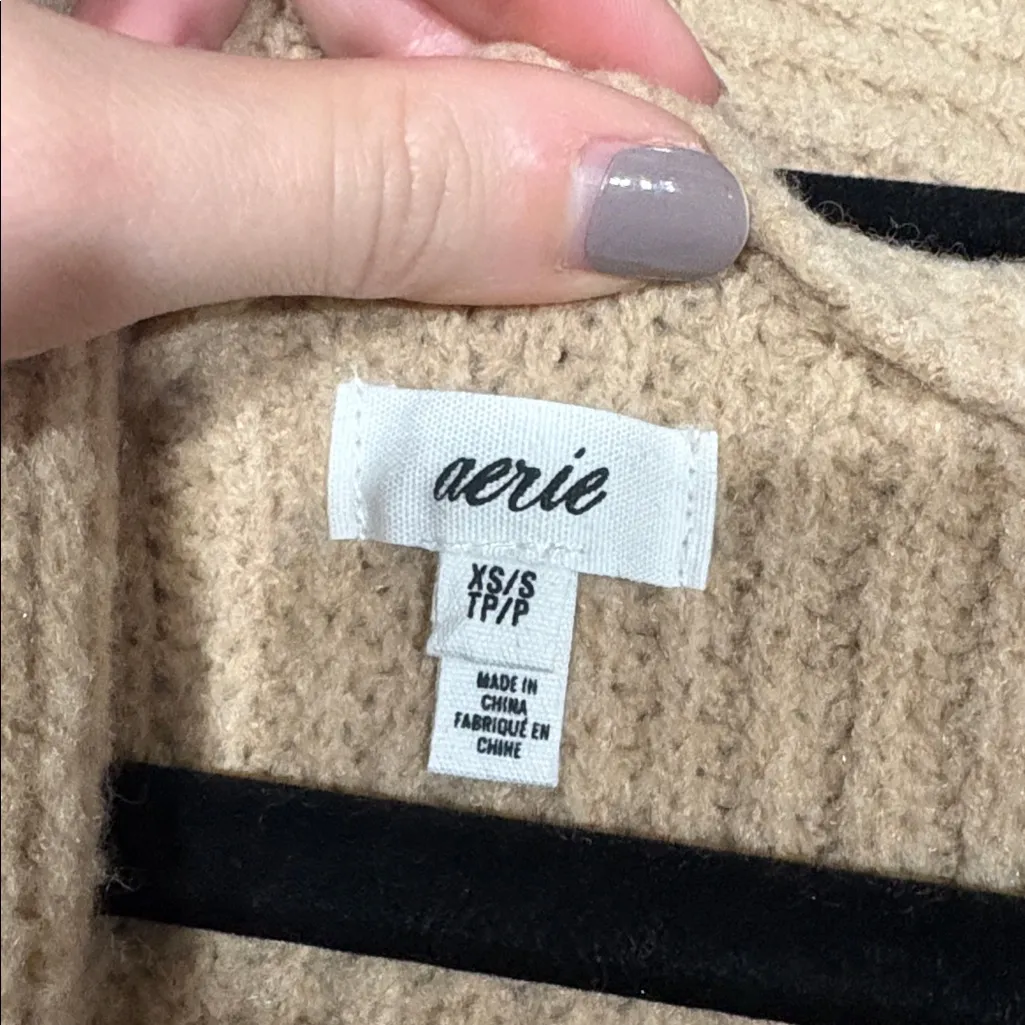 aerie
XS/S
TP/P
MADE IN
CHINA
FABRIQUÉ EN
CHINE